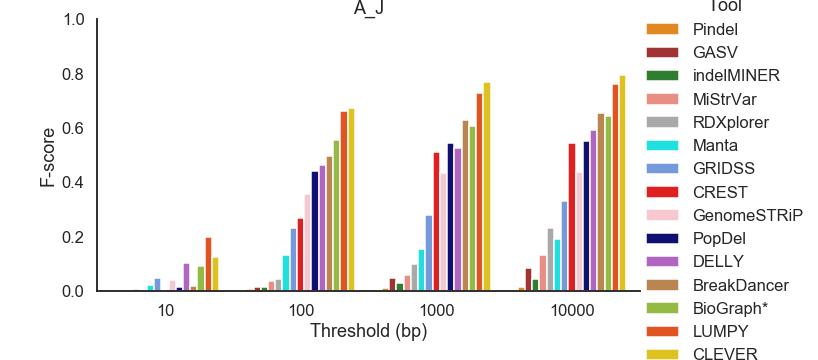 A_J
Tool
1.0
0.8
0.6
0.4
0.2
0.0
F-score
10
100
1000
10000
Threshold (bp)
Pindel
GASV
indelMINER
MiStrVar
RDXplorer
Manta
GRIDSS
CREST
GenomeSTRiP
PopDel
DELLY
BreakDancer
BioGraph*
LUMPY
CLEVER